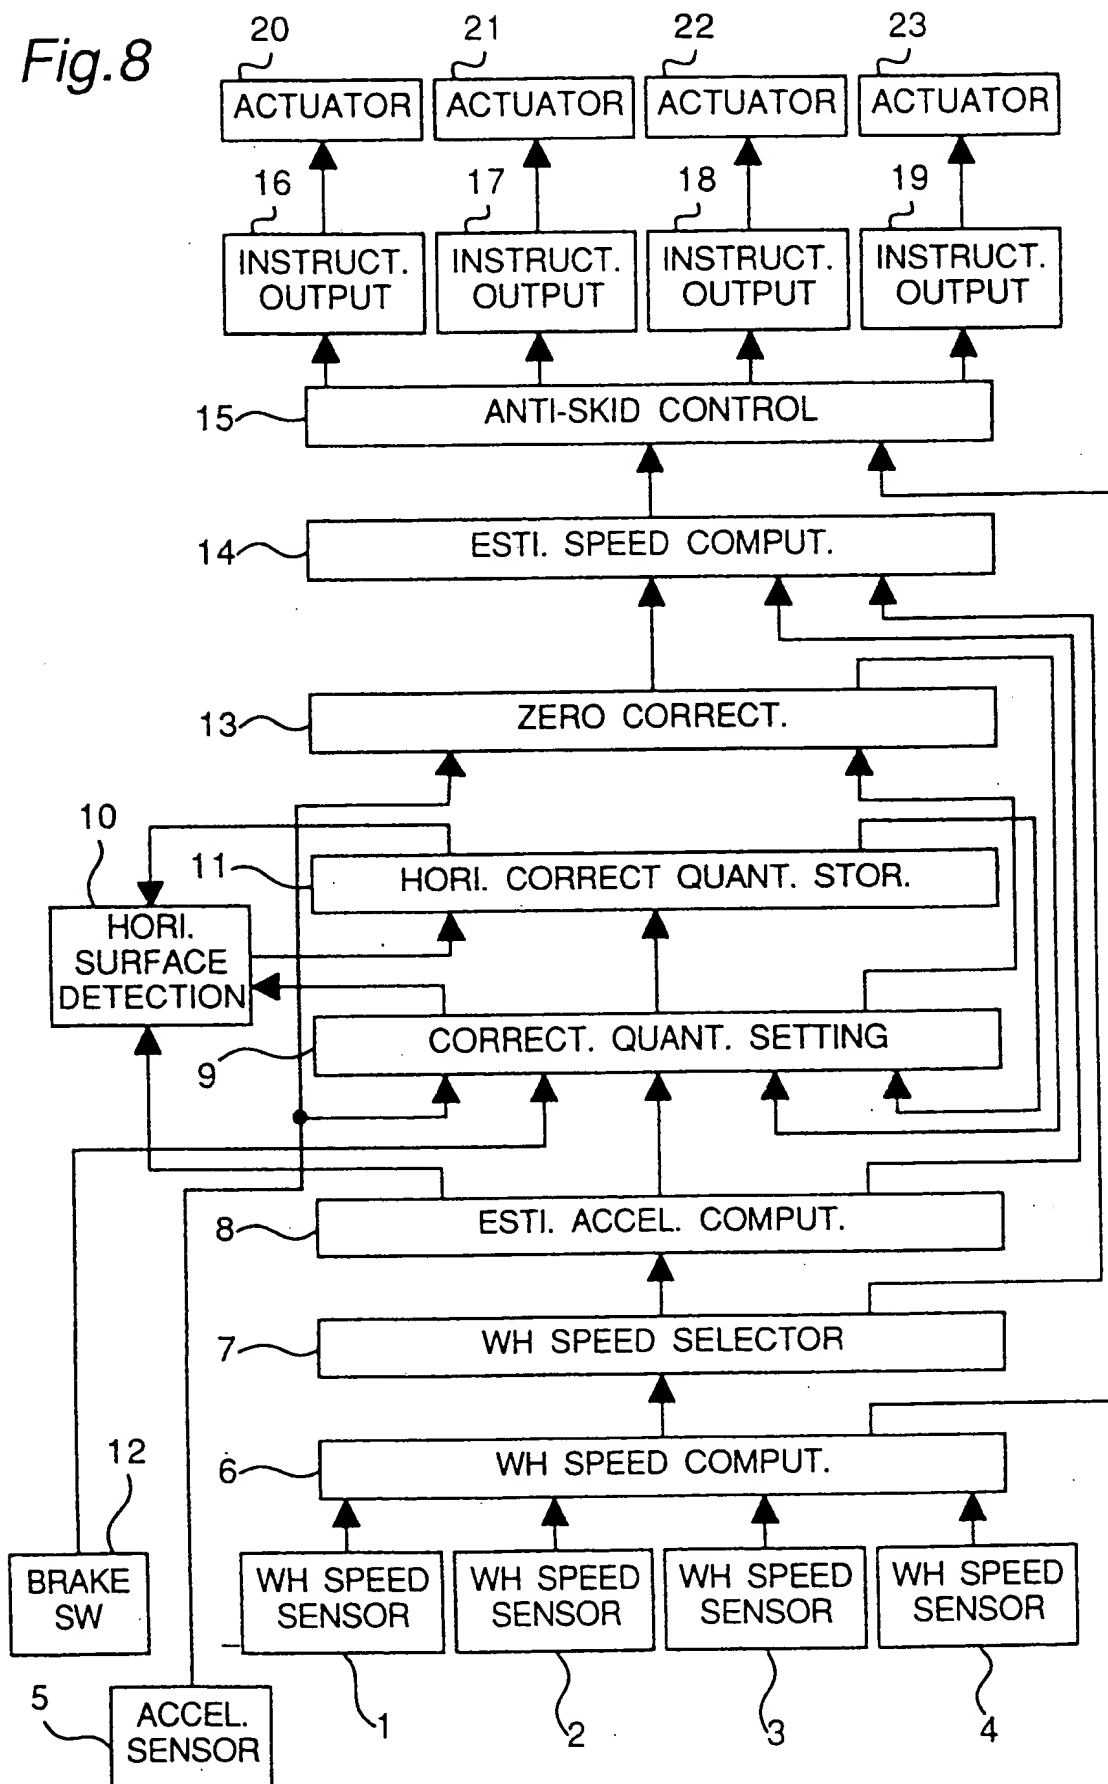 Fig.8
20 21 22 23
ACTUATOR ACTUATOR ACTUATOR ACTUATOR
16 17 18 19
INSTRUCT. INSTRUCT. INSTRUCT. INSTRUCT.
OUTPUT OUTPUT OUTPUT OUTPUT
15 ANTI-SKID CONTROL
14 ESTI. SPEED COMPUT.
13 ZERO CORRECT.
10
11 HORI. CORRECT QUANT. STOR.
HORI.
SURFACE
DETECTION
9 CORRECT. QUANT. SETTING
8 ESTI. ACCEL. COMPUT.
7 WH SPEED SELECTOR
6 WH SPEED COMPUT.
12
BRAKE
SW
WH SPEED WH SPEED WH SPEED WH SPEED
SENSOR SENSOR SENSOR SENSOR
1 2 3 4
5
ACCEL.
SENSOR